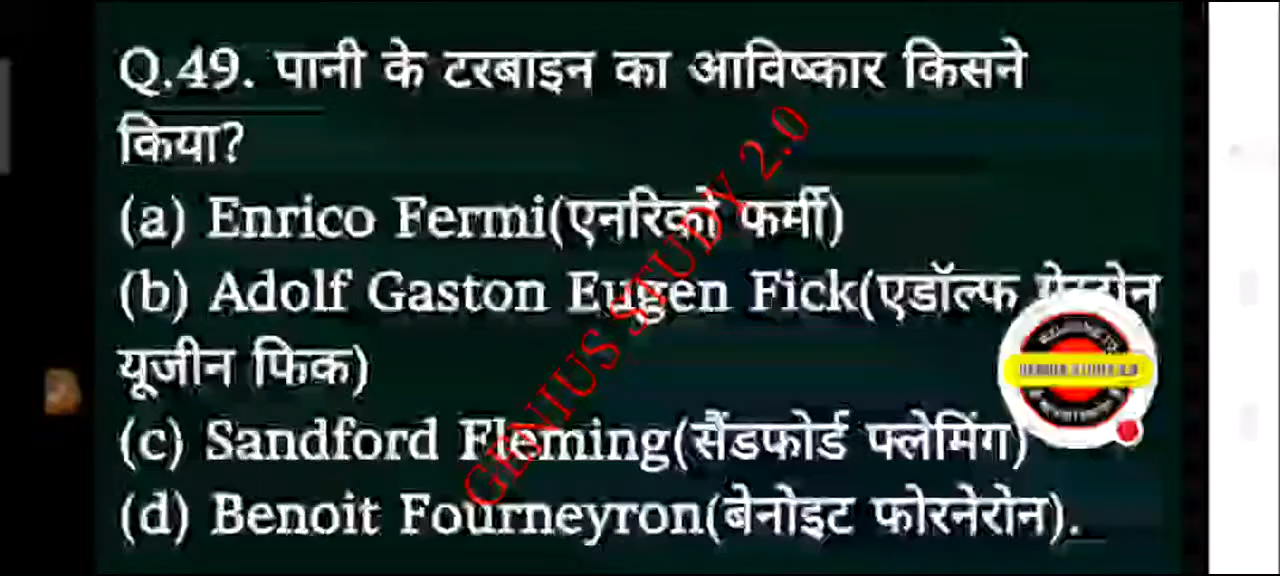 Q.49. पानी के टरबाइन का आविष्कार किसने
किया?
(a) Enrico Fermi(एनरिको फर्मी)
(b) Adolf Gaston Eugen Fick(एडॉल्फ
यूजीन फिक)
(c) Sandford Fleming(सैंडफोर्ड फ्लेमिंग)
(d) Benoit Fourneyron(बेनोइट फोरनेरोन).
GENIUS STUDY 2.0